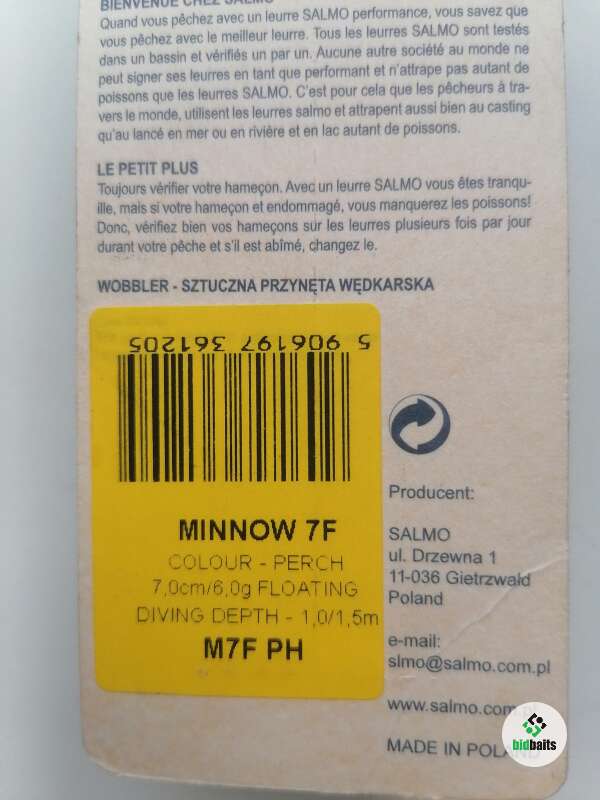 BIENVENUE CHEZ SALMO
Quand vous pêchez avec un leurre SALMO performance, vous savez que
vous pêchez avec le meilleur leurre. Tous les leurres SALMO sont testés
dans un bassin et vérifiés un par un. Aucune autre société au monde ne
peut signer ses leurres en tant que performant et n'attrape pas autant de
poissons que les leurres SALMO. C'est pour cela que les pêcheurs à tra-
vers le monde, utilisent les leurres salmo et attrapent aussi bien au casting
qu'au lancé en mer ou en rivière et en lac autant de poissons.
LE PETIT PLUS
Toujours vérifier votre hameçon. Avec un leurre SALMO vous êtes tranqu-
ille, mais si votre hameçon et endommagé, vous manquerez les poissons!
Donc, vérifiez bien vos hameçons sur les leurres plusieurs fois par jour
durant votre pêche et s'il est abîmé, changez le.
WOBBLER - SZTUCZNA PRZYNĘTA WĘDKARSKA
5 906197 361205
MINNOW 7F
COLOUR - PERCH
7,0cm/6,0g FLOATING
DIVING DEPTH - 1,0/1,5m
M7F PH
Producent:
SALMO
ul. Drzewna 1
11-036 Gietrzwałd
Poland
e-mail:
slmo@salmo.com.pl
www.salmo.com.pl
MADE IN POLAND
bidbaits